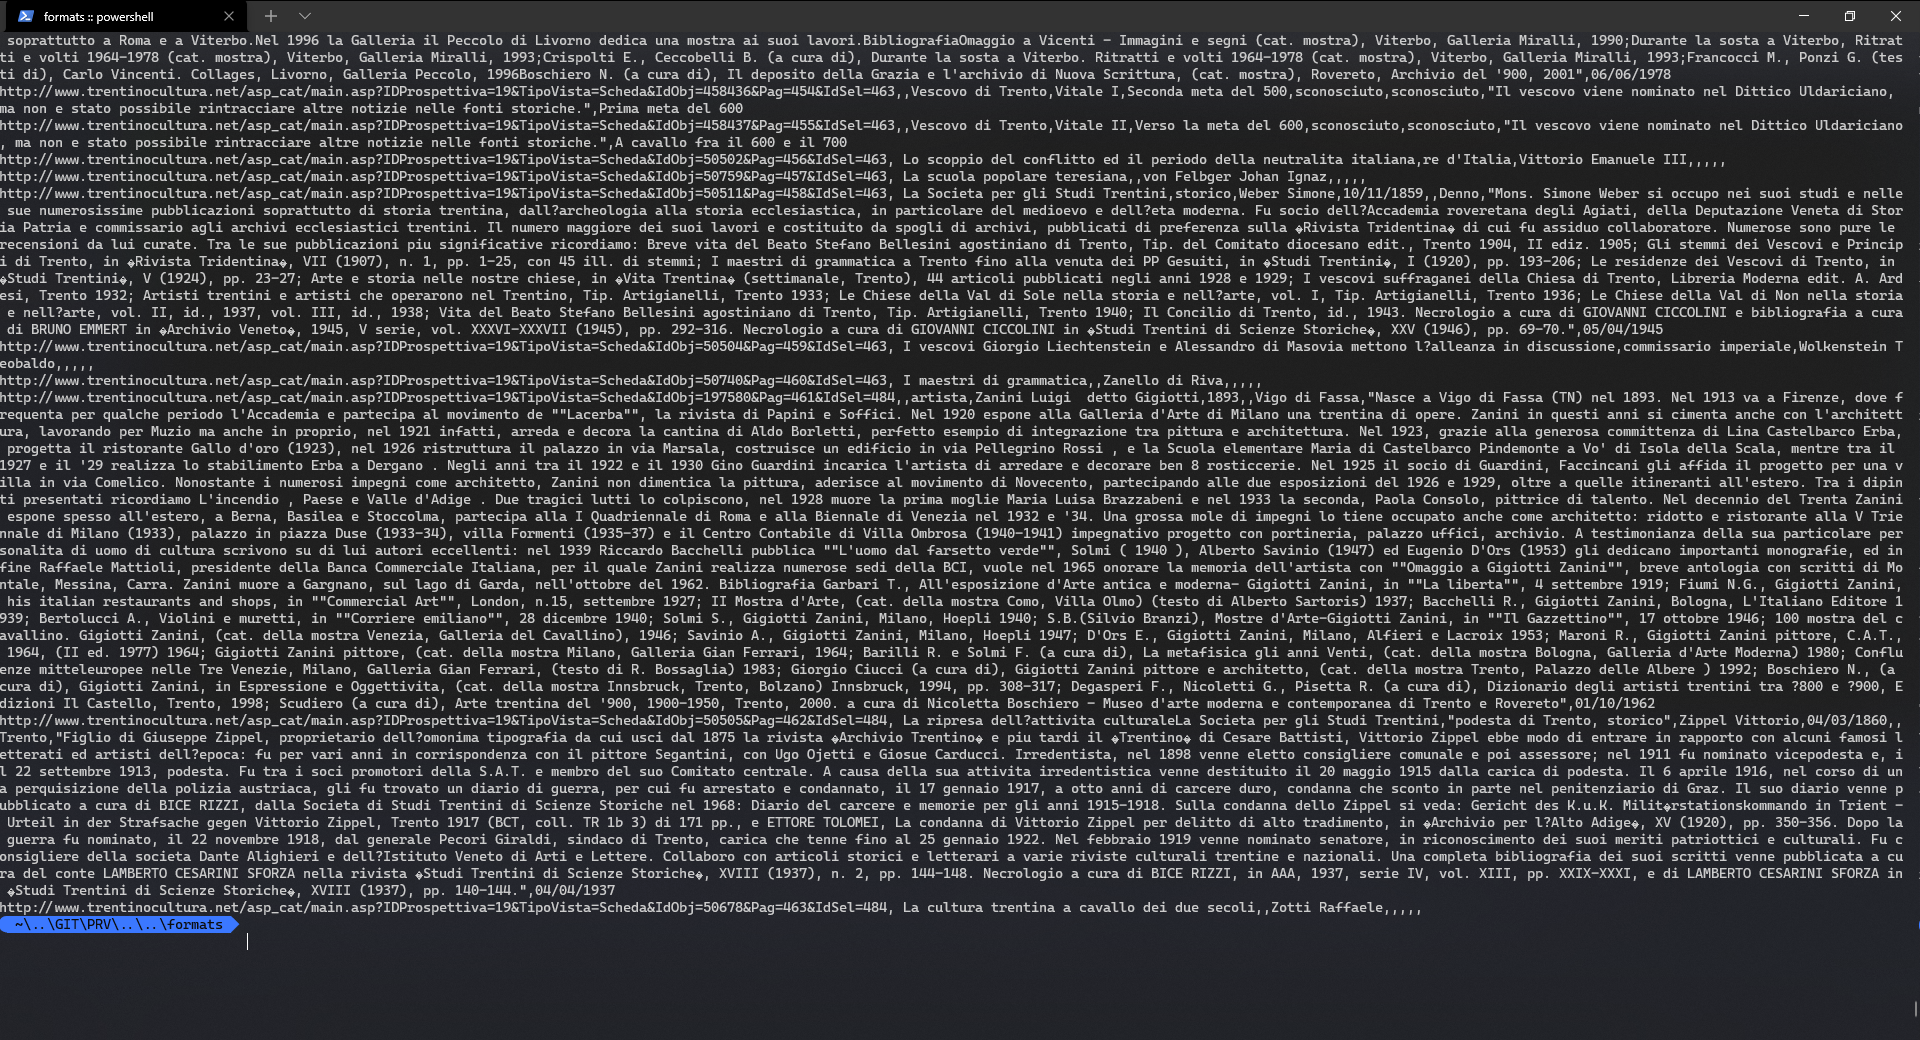 formats :: powershell
 soprattutto a Roma e a Viterbo.Nel 1996 la Galleria il Peccolo di Livorno dedica una mostra ai suoi lavori.BibliografiaOmaggio a Vicenti - Immagini e segni (cat. mostra), Viterbo, Galleria Miralli, 1990;Durante la sosta a Viterbo, Ritrat
ti e volti 1964-1978 (cat. mostra), Viterbo, Galleria Miralli, 1993;Crispolti E., Ceccobelli B. (a cura di), Durante la sosta a Viterbo. Ritratti e volti 1964-1978 (cat. mostra), Viterbo, Galleria Miralli, 1993;Francocci M., Ponzi G. (tes
ti di), Carlo Vincenti. Collages, Livorno, Galleria Peccolo, 1996Boschiero N. (a cura di), Il deposito della Grazia e l'archivio di Nuova Scrittura, (cat. mostra), Rovereto, Archivio del '900, 2001",06/06/1978
http://www.trentinocultura.net/asp_cat/main.asp?IDProspettiva=19&TipoVista=Scheda&IdObj=458436&Pag=454&IdSel=463,,Vescovo di Trento,Vitale I,Seconda meta del 500,sconosciuto,sconosciuto,"Il vescovo viene nominato nel Dittico Uldariciano,
ma non e stato possibile rintracciare altre notizie nelle fonti storiche.",Prima meta del 600
http://www.trentinocultura.net/asp_cat/main.asp?IDProspettiva=19&TipoVista=Scheda&IdObj=458437&Pag=455&IdSel=463,,Vescovo di Trento,Vitale II,Verso la meta del 600,sconosciuto,sconosciuto,"Il vescovo viene nominato nel Dittico Uldariciano
, ma non e stato possibile rintracciare altre notizie nelle fonti storiche.",A cavallo fra il 600 e il 700
http://www.trentinocultura.net/asp_cat/main.asp?IDProspettiva=19&TipoVista=Scheda&IdObj=50502&Pag=456&IdSel=463, Lo scoppio del conflitto ed il periodo della neutralita italiana,re d'Italia,Vittorio Emanuele III,,,,,
http://www.trentinocultura.net/asp_cat/main.asp?IDProspettiva=19&TipoVista=Scheda&IdObj=50759&Pag=457&IdSel=463, La scuola popolare teresiana,,von Felbger Johan Ignaz,,,,,
http://www.trentinocultura.net/asp_cat/main.asp?IDProspettiva=19&TipoVista=Scheda&IdObj=50511&Pag=458&IdSel=463, La Societa per gli Studi Trentini,storico,Weber Simone,10/11/1859,,Denno,"Mons. Simone Weber si occupo nei suoi studi e nelle
 sue numerosissime pubblicazioni soprattutto di storia trentina, dall?archeologia alla storia ecclesiastica, in particolare del medioevo e dell?eta moderna. Fu socio dell?Accademia roveretana degli Agiati, della Deputazione Veneta di Stor
ia Patria e commissario agli archivi ecclesiastici trentini. Il numero maggiore dei suoi lavori e costituito da spogli di archivi, pubblicati di preferenza sulla �Rivista Tridentina� di cui fu assiduo collaboratore. Numerose sono pure le
recensioni da lui curate. Tra le sue pubblicazioni piu significative ricordiamo: Breve vita del Beato Stefano Bellesini agostiniano di Trento, Tip. del Comitato diocesano edit., Trento 1904, II ediz. 1905; Gli stemmi dei Vescovi e Princip
i di Trento, in �Rivista Tridentina�, VII (1907), n. 1, pp. 1-25, con 45 ill. di stemmi; I maestri di grammatica a Trento fino alla venuta dei PP Gesuiti, in �Studi Trentini�, I (1920), pp. 193-206; Le residenze dei Vescovi di Trento, in
�Studi Trentini�, V (1924), pp. 23-27; Arte e storia nelle nostre chiese, in �Vita Trentina� (settimanale, Trento), 44 articoli pubblicati negli anni 1928 e 1929; I vescovi suffraganei della Chiesa di Trento, Libreria Moderna edit. A. Ard
esi, Trento 1932; Artisti trentini e artisti che operarono nel Trentino, Tip. Artigianelli, Trento 1933; Le Chiese della Val di Sole nella storia e nell?arte, vol. I, Tip. Artigianelli, Trento 1936; Le Chiese della Val di Non nella storia
 e nell?arte, vol. II, id., 1937, vol. III, id., 1938; Vita del Beato Stefano Bellesini agostiniano di Trento, Tip. Artigianelli, Trento 1940; Il Concilio di Trento, id., 1943. Necrologio a cura di GIOVANNI CICCOLINI e bibliografia a cura
 di BRUNO EMMERT in �Archivio Veneto�, 1945, V serie, vol. XXXVI-XXXVII (1945), pp. 292-316. Necrologio a cura di GIOVANNI CICCOLINI in �Studi Trentini di Scienze Storiche�, XXV (1946), pp. 69-70.",05/04/1945
http://www.trentinocultura.net/asp_cat/main.asp?IDProspettiva=19&TipoVista=Scheda&IdObj=50504&Pag=459&IdSel=463, I vescovi Giorgio Liechtenstein e Alessandro di Masovia mettono l?alleanza in discussione,commissario imperiale,Wolkenstein T
eobaldo,,,,,
http://www.trentinocultura.net/asp_cat/main.asp?IDProspettiva=19&TipoVista=Scheda&IdObj=50740&Pag=460&IdSel=463, I maestri di grammatica,,Zanello di Riva,,,,,
http://www.trentinocultura.net/asp_cat/main.asp?IDProspettiva=19&TipoVista=Scheda&IdObj=197580&Pag=461&IdSel=484,,artista,Zanini Luigi  detto Gigiotti,1893,,Vigo di Fassa,"Nasce a Vigo di Fassa (TN) nel 1893. Nel 1913 va a Firenze, dove f
requenta per qualche periodo l'Accademia e partecipa al movimento de ""Lacerba"", la rivista di Papini e Soffici. Nel 1920 espone alla Galleria d'Arte di Milano una trentina di opere. Zanini in questi anni si cimenta anche con l'architett
ura, lavorando per Muzio ma anche in proprio, nel 1921 infatti, arreda e decora la cantina di Aldo Borletti, perfetto esempio di integrazione tra pittura e architettura. Nel 1923, grazie alla generosa committenza di Lina Castelbarco Erba,
 progetta il ristorante Gallo d'oro (1923), nel 1926 ristruttura il palazzo in via Marsala, costruisce un edificio in via Pellegrino Rossi , e la Scuola elementare Maria di Castelbarco Pindemonte a Vo' di Isola della Scala, mentre tra il
1927 e il '29 realizza lo stabilimento Erba a Dergano . Negli anni tra il 1922 e il 1930 Gino Guardini incarica l'artista di arredare e decorare ben 8 rosticcerie. Nel 1925 il socio di Guardini, Faccincani gli affida il progetto per una v
illa in via Comelico. Nonostante i numerosi impegni come architetto, Zanini non dimentica la pittura, aderisce al movimento di Novecento, partecipando alle due esposizioni del 1926 e 1929, oltre a quelle itineranti all'estero. Tra i dipin
ti presentati ricordiamo L'incendio , Paese e Valle d'Adige . Due tragici lutti lo colpiscono, nel 1928 muore la prima moglie Maria Luisa Brazzabeni e nel 1933 la seconda, Paola Consolo, pittrice di talento. Nel decennio del Trenta Zanini
 espone spesso all'estero, a Berna, Basilea e Stoccolma, partecipa alla I Quadriennale di Roma e alla Biennale di Venezia nel 1932 e '34. Una grossa mole di impegni lo tiene occupato anche come architetto: ridotto e ristorante alla V Trie
nnale di Milano (1933), palazzo in piazza Duse (1933-34), villa Formenti (1935-37) e il Centro Contabile di Villa Ombrosa (1940-1941) impegnativo progetto con portineria, palazzo uffici, archivio. A testimonianza della sua particolare per
sonalita di uomo di cultura scrivono su di lui autori eccellenti: nel 1939 Riccardo Bacchelli pubblica ""L'uomo dal farsetto verde"", Solmi ( 1940 ), Alberto Savinio (1947) ed Eugenio D'Ors (1953) gli dedicano importanti monografie, ed in
fine Raffaele Mattioli, presidente della Banca Commerciale Italiana, per il quale Zanini realizza numerose sedi della BCI, vuole nel 1965 onorare la memoria dell'artista con ""Omaggio a Gigiotti Zanini"", breve antologia con scritti di Mo
ntale, Messina, Carra. Zanini muore a Gargnano, sul lago di Garda, nell'ottobre del 1962. Bibliografia Garbari T., All'esposizione d'Arte antica e moderna- Gigiotti Zanini, in ""La liberta"", 4 settembre 1919; Fiumi N.G., Gigiotti Zanini,
 his italian restaurants and shops, in ""Commercial Art"", London, n.15, settembre 1927; II Mostra d'Arte, (cat. della mostra Como, Villa Olmo) (testo di Alberto Sartoris) 1937; Bacchelli R., Gigiotti Zanini, Bologna, L'Italiano Editore 1
939; Bertolucci A., Violini e muretti, in ""Corriere emiliano"", 28 dicembre 1940; Solmi S., Gigiotti Zanini, Milano, Hoepli 1940; S.B.(Silvio Branzi), Mostre d'Arte-Gigiotti Zanini, in ""Il Gazzettino"", 17 ottobre 1946; 100 mostra del c
avallino. Gigiotti Zanini, (cat. della mostra Venezia, Galleria del Cavallino), 1946; Savinio A., Gigiotti Zanini, Milano, Hoepli 1947; D'Ors E., Gigiotti Zanini, Milano, Alfieri e Lacroix 1953; Maroni R., Gigiotti Zanini pittore, C.A.T.,
 1964, (II ed. 1977) 1964; Gigiotti Zanini pittore, (cat. della mostra Milano, Galleria Gian Ferrari, 1964; Barilli R. e Solmi F. (a cura di), La metafisica gli anni Venti, (cat. della mostra Bologna, Galleria d'Arte Moderna) 1980; Conflu
enze mitteleuropee nelle Tre Venezie, Milano, Galleria Gian Ferrari, (testo di R. Bossaglia) 1983; Giorgio Ciucci (a cura di), Gigiotti Zanini pittore e architetto, (cat. della mostra Trento, Palazzo delle Albere ) 1992; Boschiero N., (a
cura di), Gigiotti Zanini, in Espressione e Oggettivita, (cat. della mostra Innsbruck, Trento, Bolzano) Innsbruck, 1994, pp. 308-317; Degasperi F., Nicoletti G., Pisetta R. (a cura di), Dizionario degli artisti trentini tra ?800 e ?900, E
dizioni Il Castello, Trento, 1998; Scudiero (a cura di), Arte trentina del '900, 1900-1950, Trento, 2000. a cura di Nicoletta Boschiero - Museo d'arte moderna e contemporanea di Trento e Rovereto",01/10/1962
http://www.trentinocultura.net/asp_cat/main.asp?IDProspettiva=19&TipoVista=Scheda&IdObj=50505&Pag=462&IdSel=484, La ripresa dell?attivita culturaleLa Societa per gli Studi Trentini,"podesta di Trento, storico",Zippel Vittorio,04/03/1860,,
Trento,"Figlio di Giuseppe Zippel, proprietario dell?omonima tipografia da cui usci dal 1875 la rivista �Archivio Trentino� e piu tardi il �Trentino� di Cesare Battisti, Vittorio Zippel ebbe modo di entrare in rapporto con alcuni famosi l
etterati ed artisti dell?epoca: fu per vari anni in corrispondenza con il pittore Segantini, con Ugo Ojetti e Giosue Carducci. Irredentista, nel 1898 venne eletto consigliere comunale e poi assessore; nel 1911 fu nominato vicepodesta e, i
l 22 settembre 1913, podesta. Fu tra i soci promotori della S.A.T. e membro del suo Comitato centrale. A causa della sua attivita irredentistica venne destituito il 20 maggio 1915 dalla carica di podesta. Il 6 aprile 1916, nel corso di un
a perquisizione della polizia austriaca, gli fu trovato un diario di guerra, per cui fu arrestato e condannato, il 17 gennaio 1917, a otto anni di carcere duro, condanna che sconto in parte nel penitenziario di Graz. Il suo diario venne p
ubblicato a cura di BICE RIZZI, dalla Societa di Studi Trentini di Scienze Storiche nel 1968: Diario del carcere e memorie per gli anni 1915-1918. Sulla condanna dello Zippel si veda: Gericht des K.u.K. Milit�rstationskommando in Trient -
 Urteil in der Strafsache gegen Vittorio Zippel, Trento 1917 (BCT, coll. TR 1b 3) di 171 pp., e ETTORE TOLOMEI, La condanna di Vittorio Zippel per delitto di alto tradimento, in �Archivio per l?Alto Adige�, XV (1920), pp. 350-356. Dopo la
 guerra fu nominato, il 22 novembre 1918, dal generale Pecori Giraldi, sindaco di Trento, carica che tenne fino al 25 gennaio 1922. Nel febbraio 1919 venne nominato senatore, in riconoscimento dei suoi meriti patriottici e culturali. Fu c
onsigliere della societa Dante Alighieri e dell?Istituto Veneto di Arti e Lettere. Collaboro con articoli storici e letterari a varie riviste culturali trentine e nazionali. Una completa bibliografia dei suoi scritti venne pubblicata a cu
ra del conte LAMBERTO CESARINI SFORZA nella rivista �Studi Trentini di Scienze Storiche�, XVIII (1937), n. 2, pp. 144-148. Necrologio a cura di BICE RIZZI, in AAA, 1937, serie IV, vol. XIII, pp. XXIX-XXXI, e di LAMBERTO CESARINI SFORZA in
 �Studi Trentini di Scienze Storiche�, XVIII (1937), pp. 140-144.",04/04/1937
http://www.trentinocultura.net/asp_cat/main.asp?IDProspettiva=19&TipoVista=Scheda&IdObj=50678&Pag=463&IdSel=484, La cultura trentina a cavallo dei due secoli,,Zotti Raffaele,,,,,
~\..\GIT\PRV\..\..\formats